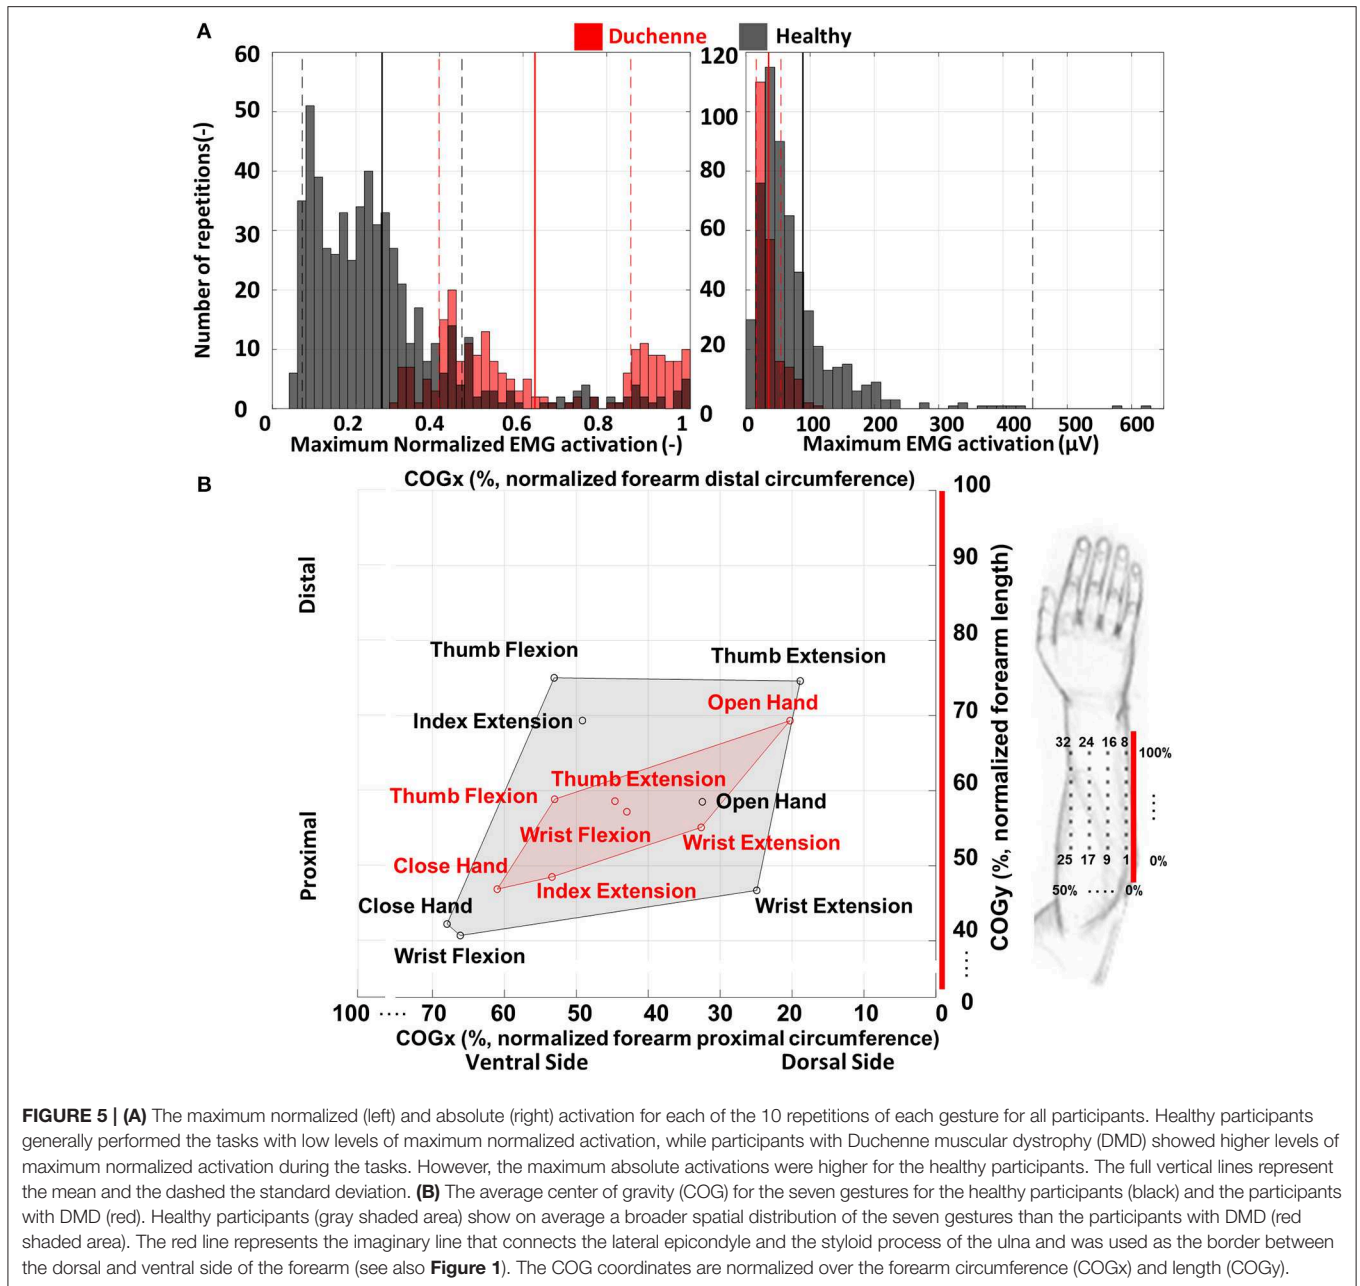 A
Duchenne Healthy
60
50
40
30
20
10
0
Number of repetitions(-)
0 0.2 0.4 0.6 0.8 1
Maximum Normalized EMG activation (-)
120
100
80
60
40
20
0
0 100 200 300 400 500 600
Maximum EMG activation (µV)
B
COGx (%, normalized forearm distal circumference)
Distal
Proximal
Thumb Flexion
Thumb Extension
Open Hand
Index Extension
Thumb Extension
Thumb Flexion
Open Hand
Wrist Flexion
Wrist Extension
Close Hand
Index Extension
Close Hand
Wrist Extension
Wrist Flexion
100
90
80
70
60
50
40
0
COGy (%, normalized forearm length)
100 ···· 70 60 50 40 30 20 10 0
COGx (%, normalized forearm proximal circumference)
Ventral Side Dorsal Side
32 24 16 8
100%
25 17 9 1 0%
50% ···· 0%
FIGURE 5 | (A) The maximum normalized (left) and absolute (right) activation for each of the 10 repetitions of each gesture for all participants. Healthy participants
generally performed the tasks with low levels of maximum normalized activation, while participants with Duchenne muscular dystrophy (DMD) showed higher levels of
maximum normalized activation during the tasks. However, the maximum absolute activations were higher for the healthy participants. The full vertical lines represent
the mean and the dashed the standard deviation. (B) The average center of gravity (COG) for the seven gestures for the healthy participants (black) and the participants
with DMD (red). Healthy participants (gray shaded area) show on average a broader spatial distribution of the seven gestures than the participants with DMD (red
shaded area). The red line represents the imaginary line that connects the lateral epicondyle and the styloid process of the ulna and was used as the border between
the dorsal and ventral side of the forearm (see also Figure 1). The COG coordinates are normalized over the forearm circumference (COGx) and length (COGy).